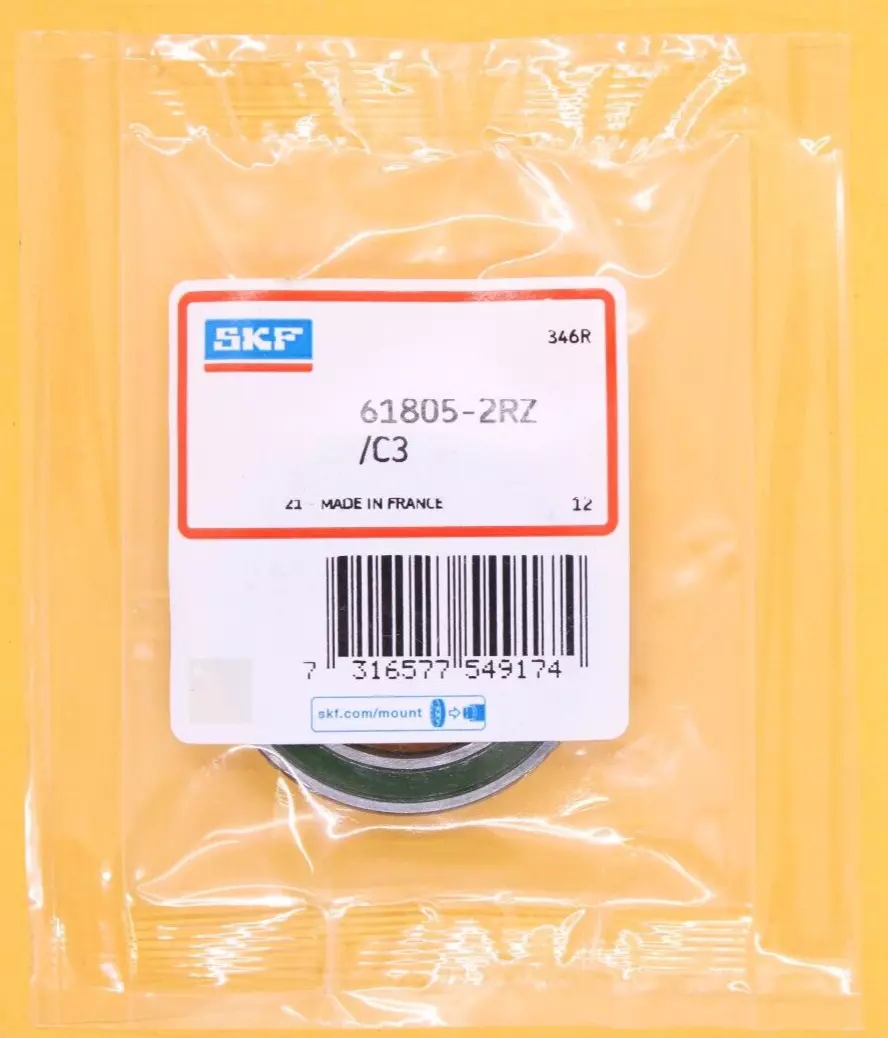 SKF
346R
61805-2RZ
/C3
21 - MADE IN FRANCE
12
7 316577 549174
skf.com/mount